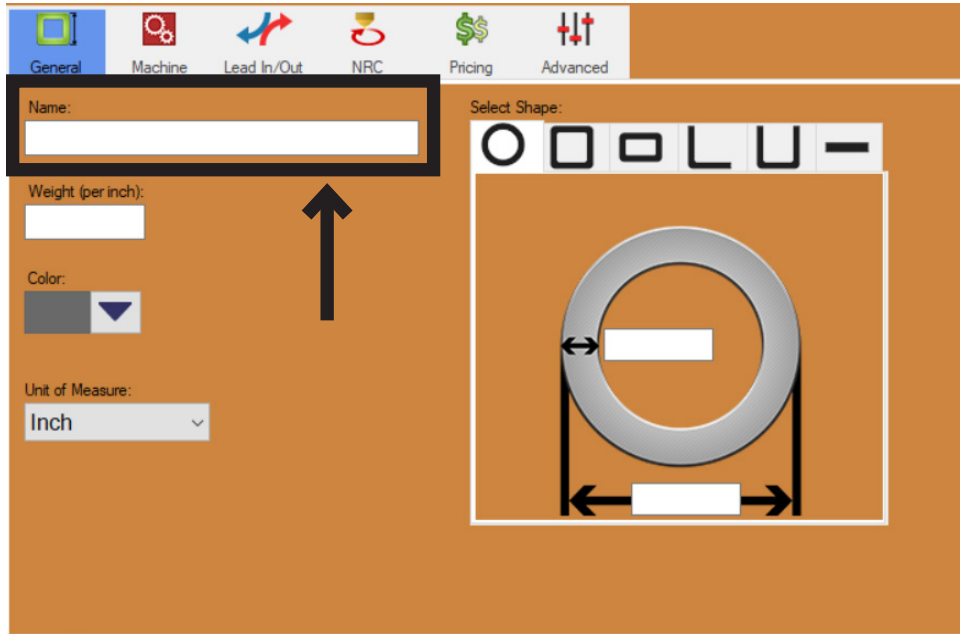 General Machine Lead In/Out NRC Pricing Advanced
Name:
Select Shape:
Weight (per inch):
Color:
Unit of Measure:
Inch